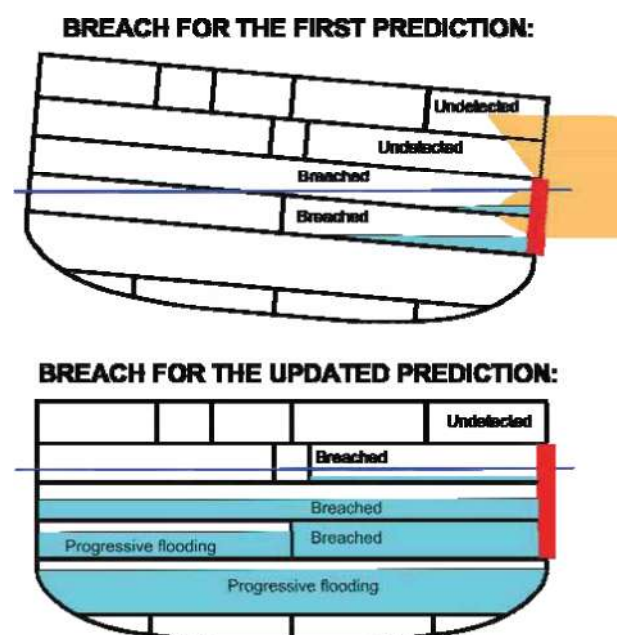 BREACH FOR THE FIRST PREDICTION:
Undetected
Undetected
Breached
Breached
BREACH FOR THE UPDATED PREDICTION:
Undetected
Breached
Breached
Breached
Progressive flooding
Progressive flooding